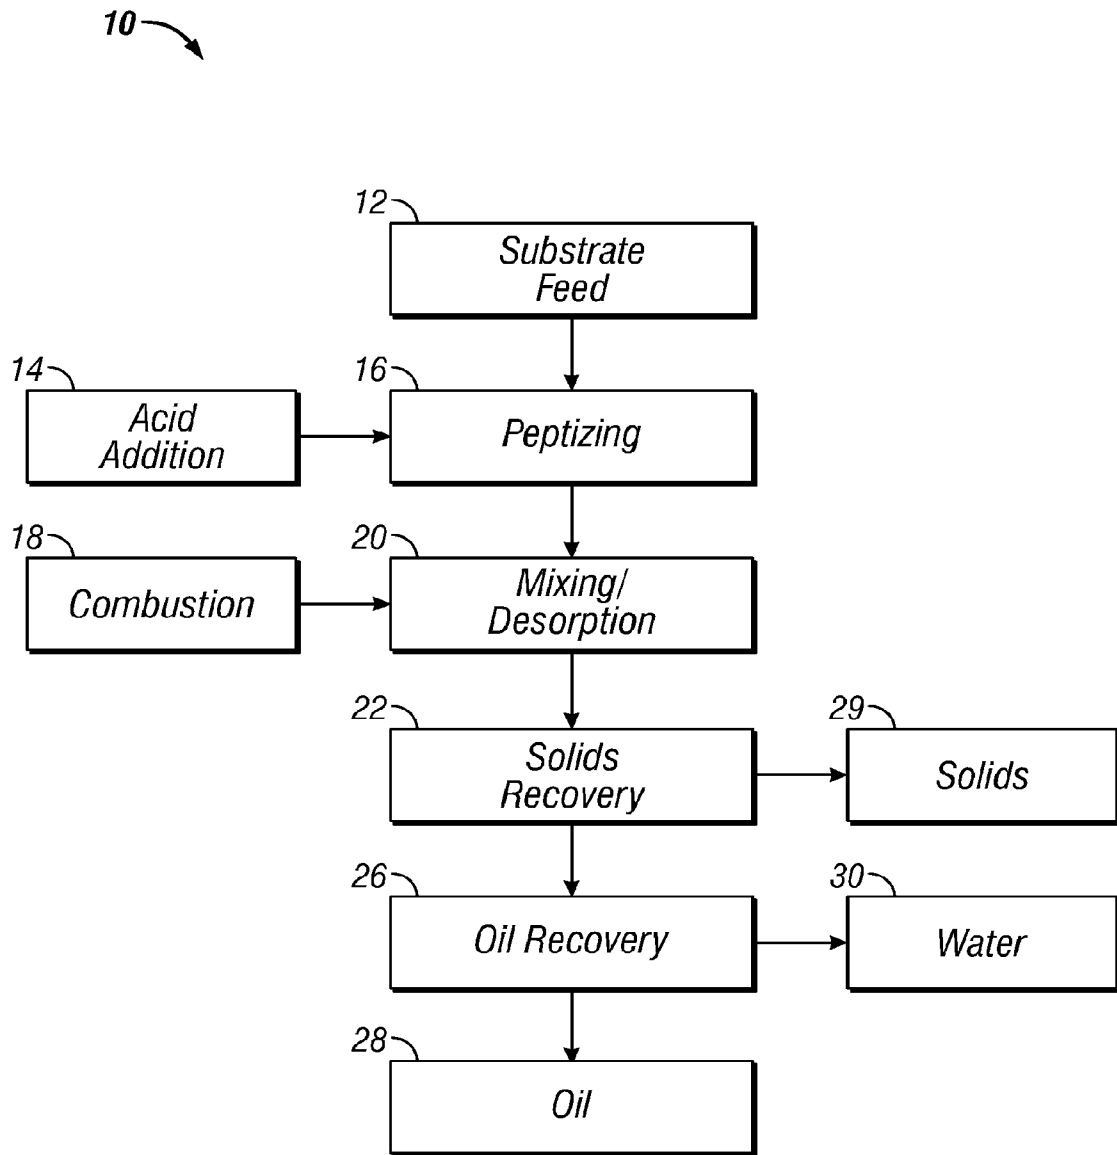 10
12
Substrate
Feed
14
Acid
Addition
16
Peptizing
18
Combustion
20
Mixing/
Desorption
22
Solids
Recovery
29
Solids
26
Oil Recovery
30
Water
28
Oil